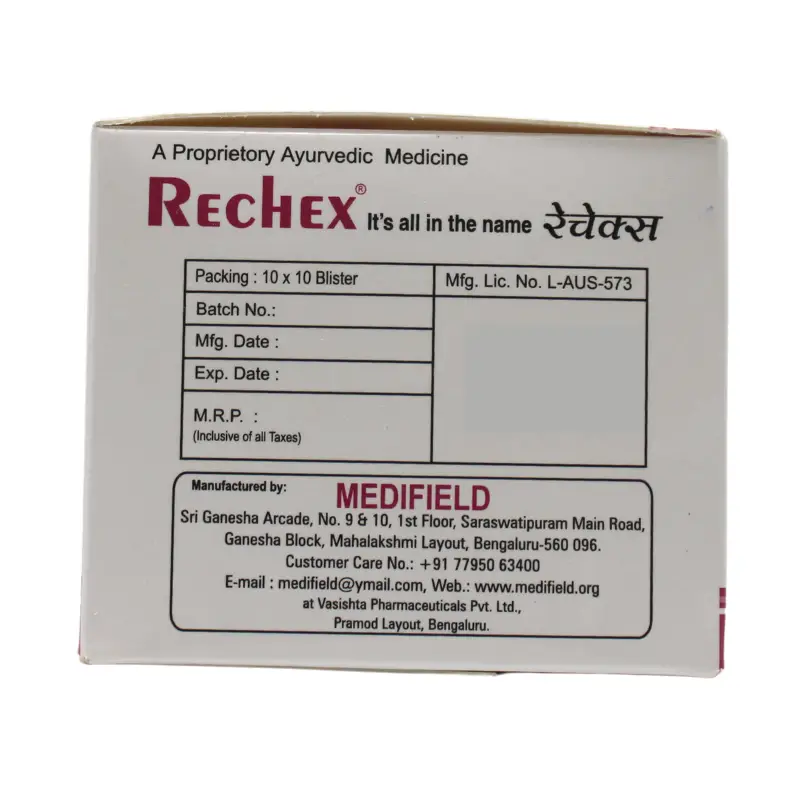 A Proprietary Ayurvedic Medicine
RECHEX® It's all in the name रेचेक्स
Packing : 10 x 10 Blister
Mfg. Lic. No. L-AUS-573
Batch No.:
Mfg. Date :
Exp. Date :
M.R.P. :
(Inclusive of all Taxes)
Manufactured by:
MEDIFIELD
Sri Ganesha Arcade, No. 9 & 10, 1st Floor, Saraswatipuram Main Road,
Ganesha Block, Mahalakshmi Layout, Bengaluru-560 096.
Customer Care No.: +91 77950 63400
E-mail : medifield@ymail.com, Web.: www.medifield.org
at Vasishta Pharmaceuticals Pvt. Ltd.,
Pramod Layout, Bengaluru.